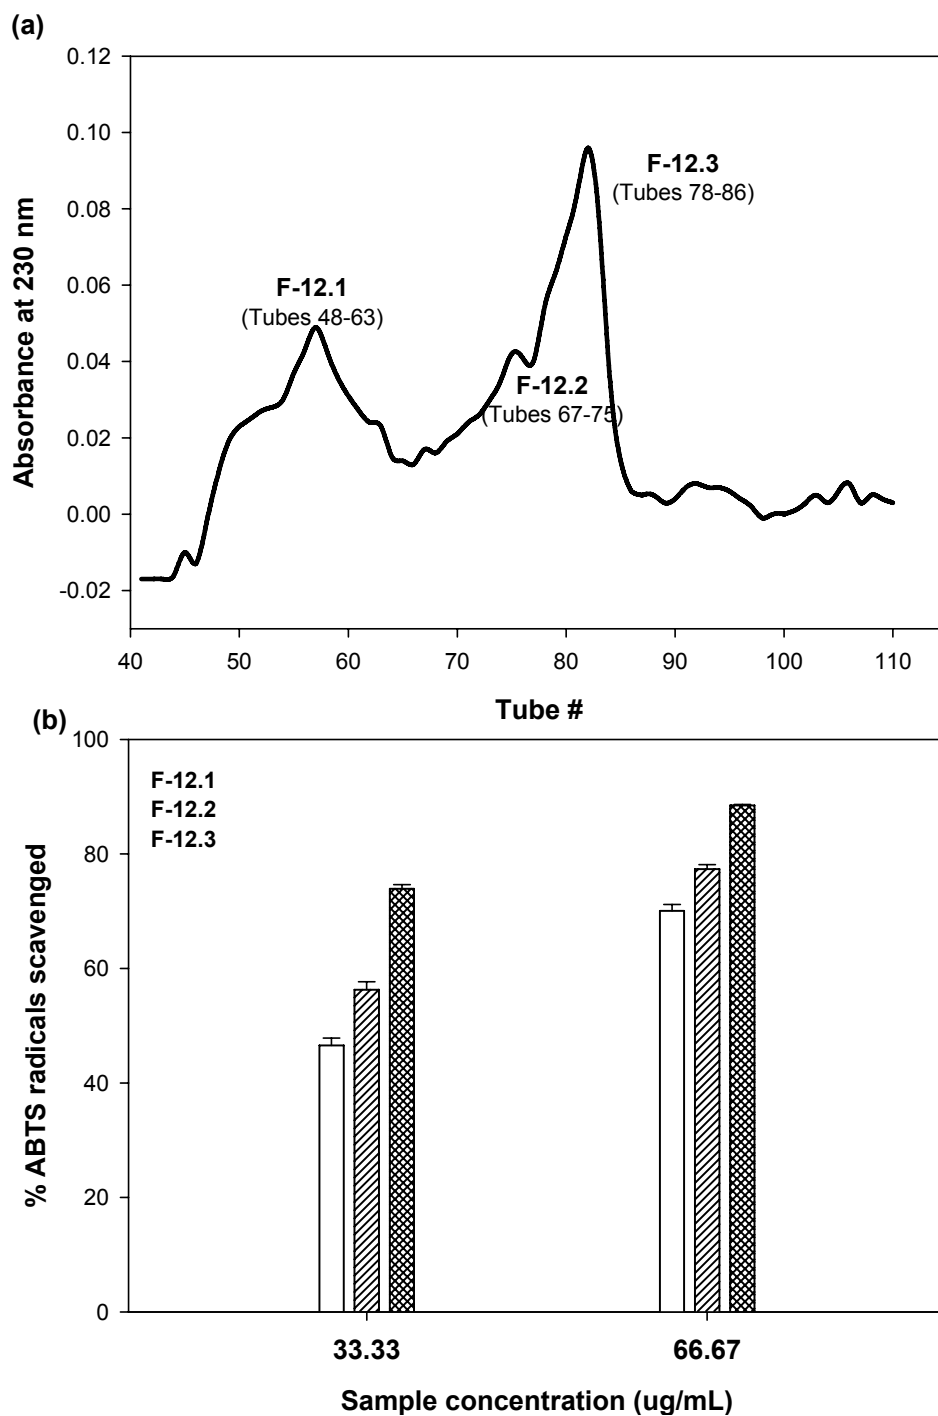 (a)
0.12
0.10
0.08
0.06
0.04
0.02
0.00
-0.02
Absorbance at 230 nm
F-12.1
(Tubes 48-63)
F-12.2
(Tubes 67-75)
F-12.3
(Tubes 78-86)
40 50 60 70 80 90 100 110
Tube #
(b)
100
80
60
40
20
0
% ABTS radicals scavenged
F-12.1
F-12.2
F-12.3
33.33 66.67
Sample concentration (ug/mL)